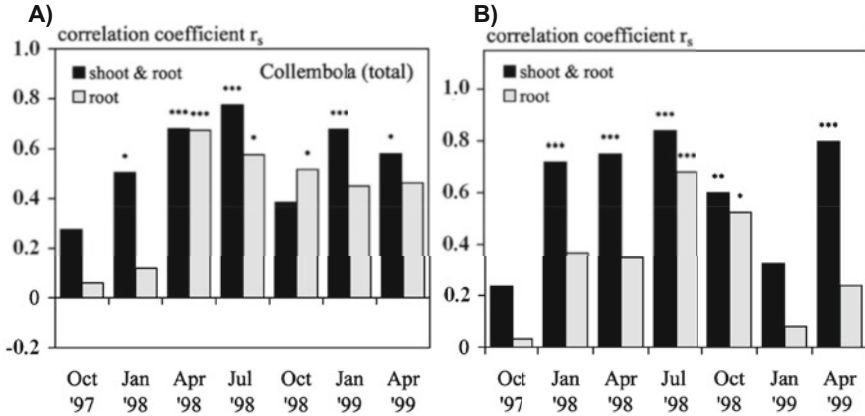 A)
correlation coefficient rs
1.0
0.8
0.6
0.4
0.2
0
-0.2
shoot & root
root
Collembola (total)
*
***
***
***
*
*
***
*
Oct '97
Jan '98
Apr '98
Jul '98
Oct '98
Jan '99
Apr '99
B)
correlation coefficient rs
1.0
0.8
0.6
0.4
0.2
0
shoot & root
root
***
***
***
***
**
*
***
Oct '97
Jan '98
Apr '98
Jul '98
Oct '98
Jan '99
Apr '99